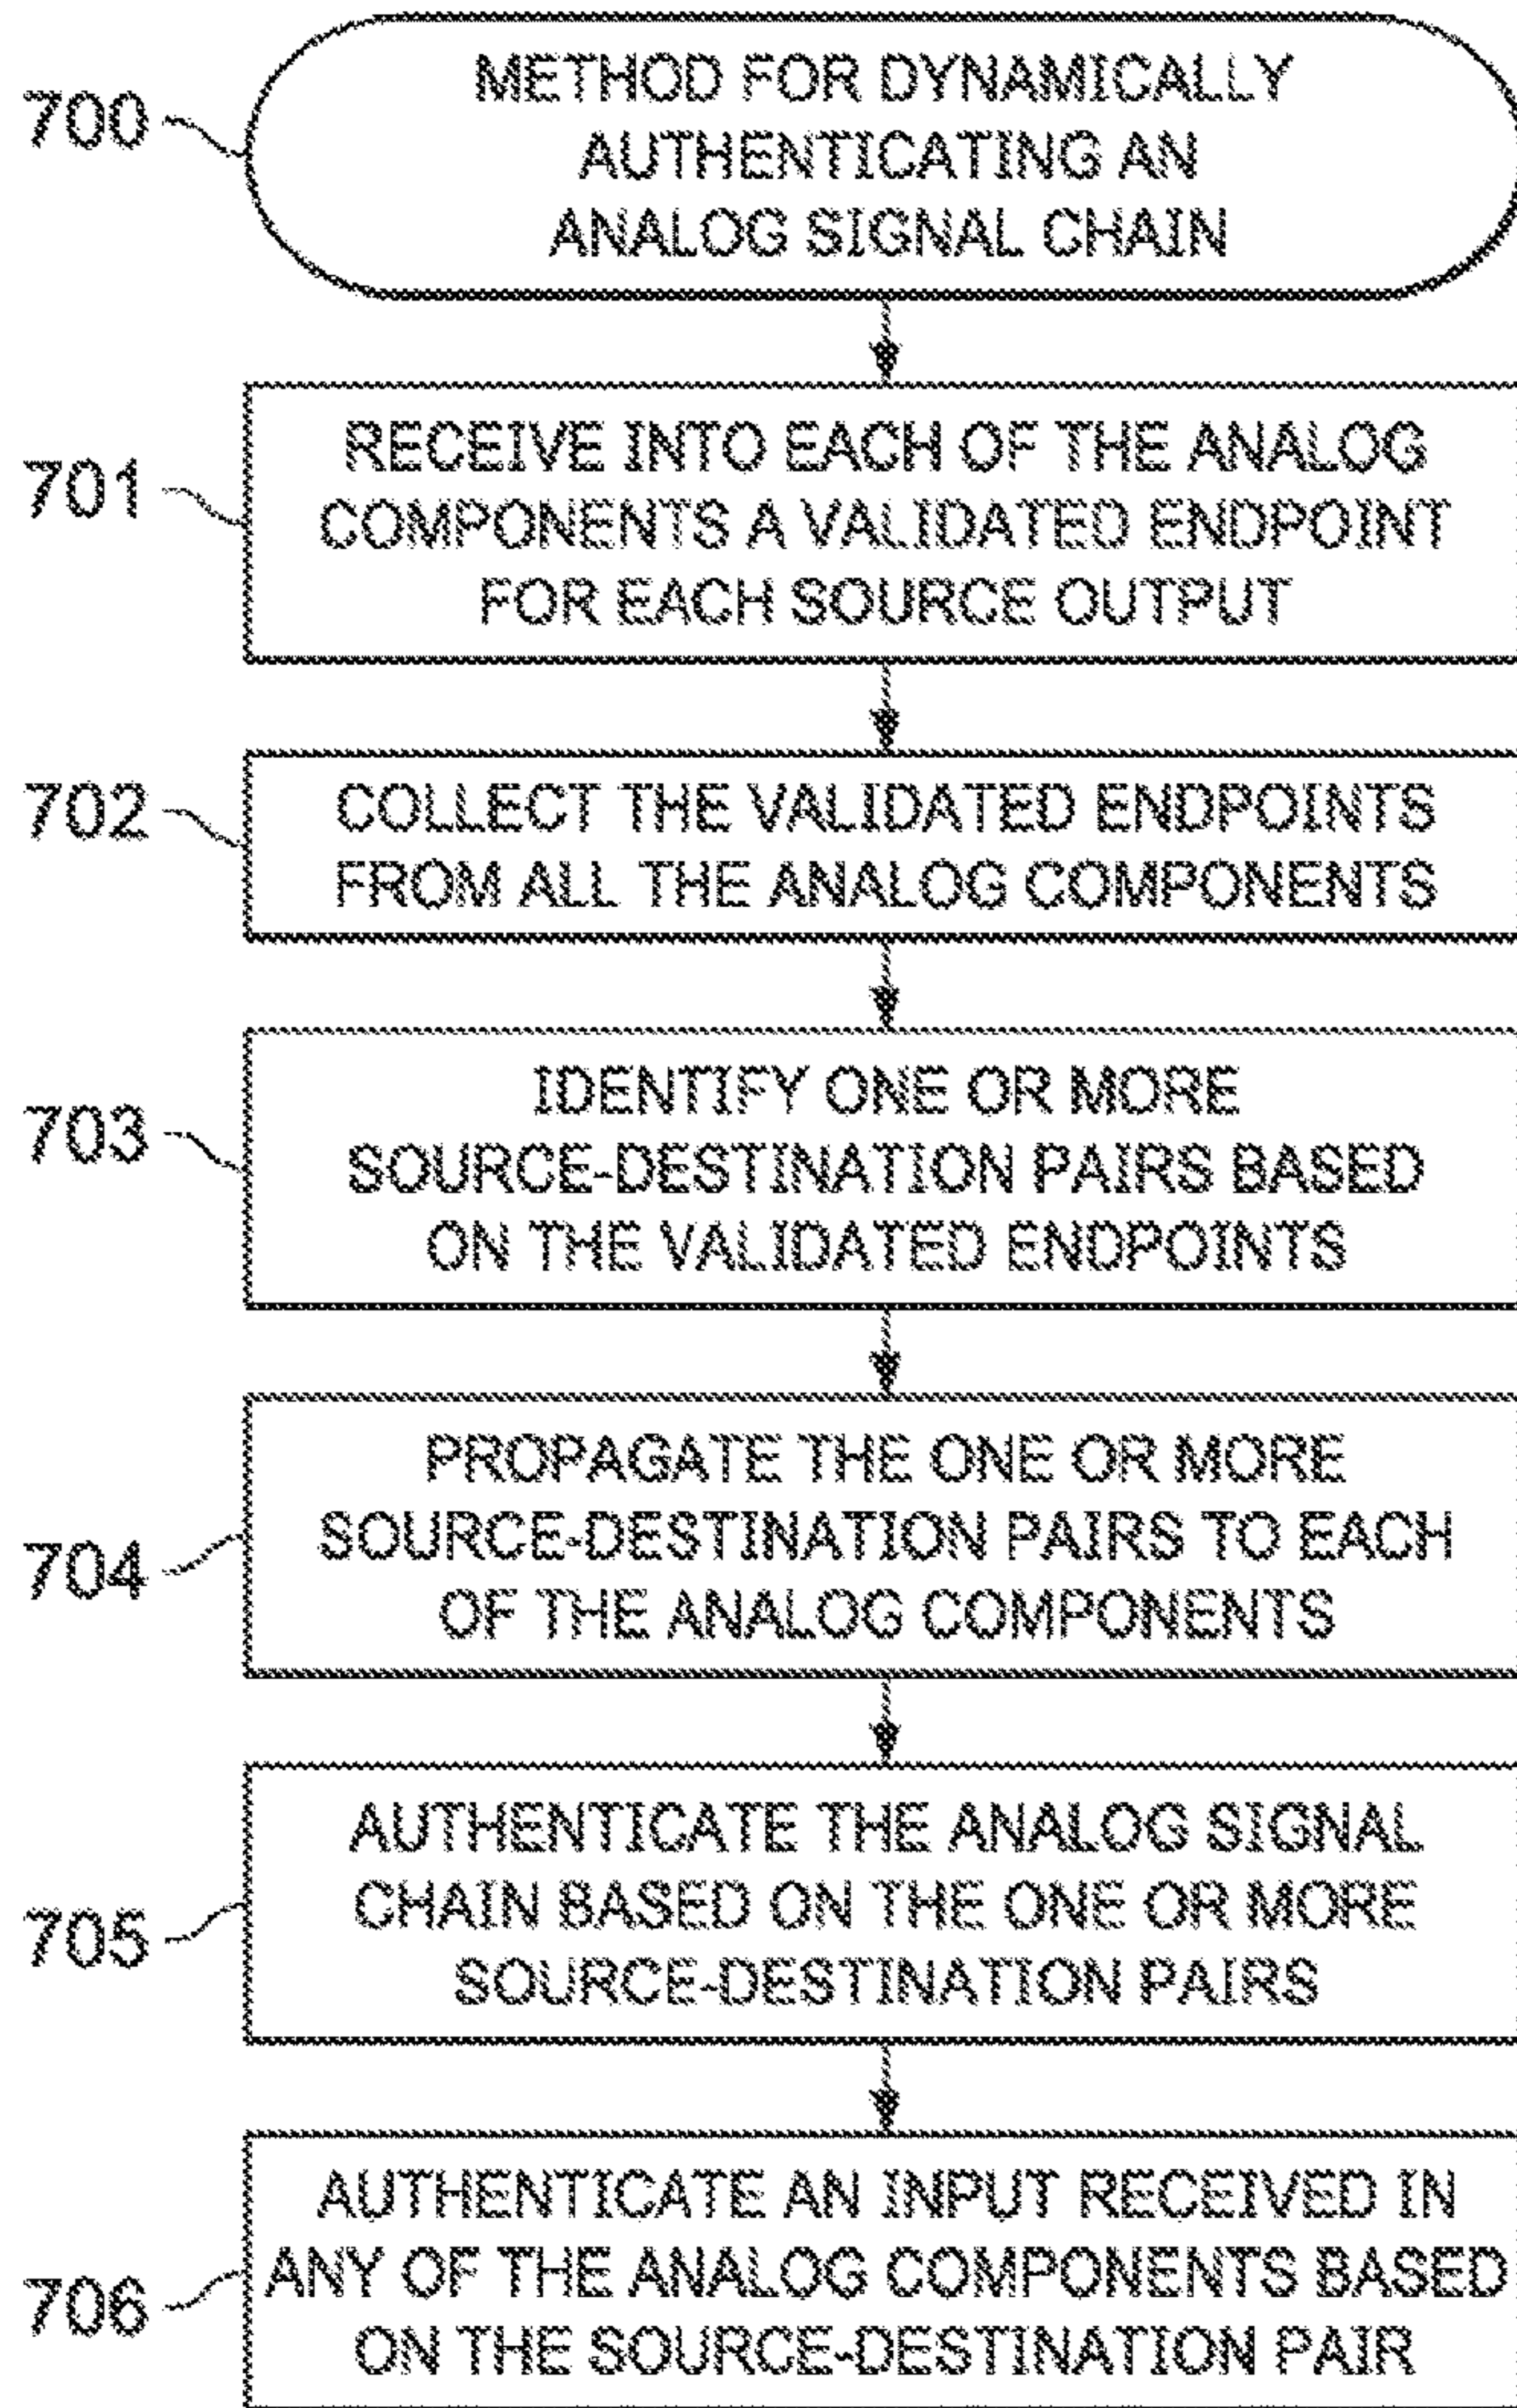 700
METHOD FOR DYNAMICALLY
AUTHENTICATING AN
ANALOG SIGNAL CHAIN
701
RECEIVE INTO EACH OF THE ANALOG
COMPONENTS A VALIDATED ENDPOINT
FOR EACH SOURCE OUTPUT
702
COLLECT THE VALIDATED ENDPOINTS
FROM ALL THE ANALOG COMPONENTS
703
IDENTIFY ONE OR MORE
SOURCE-DESTINATION PAIRS BASED
ON THE VALIDATED ENDPOINTS
704
PROPAGATE THE ONE OR MORE
SOURCE-DESTINATION PAIRS TO EACH
OF THE ANALOG COMPONENTS
705
AUTHENTICATE THE ANALOG SIGNAL
CHAIN BASED ON THE ONE OR MORE
SOURCE-DESTINATION PAIRS
706
AUTHENTICATE AN INPUT RECEIVED IN
ANY OF THE ANALOG COMPONENTS BASED
ON THE SOURCE-DESTINATION PAIR